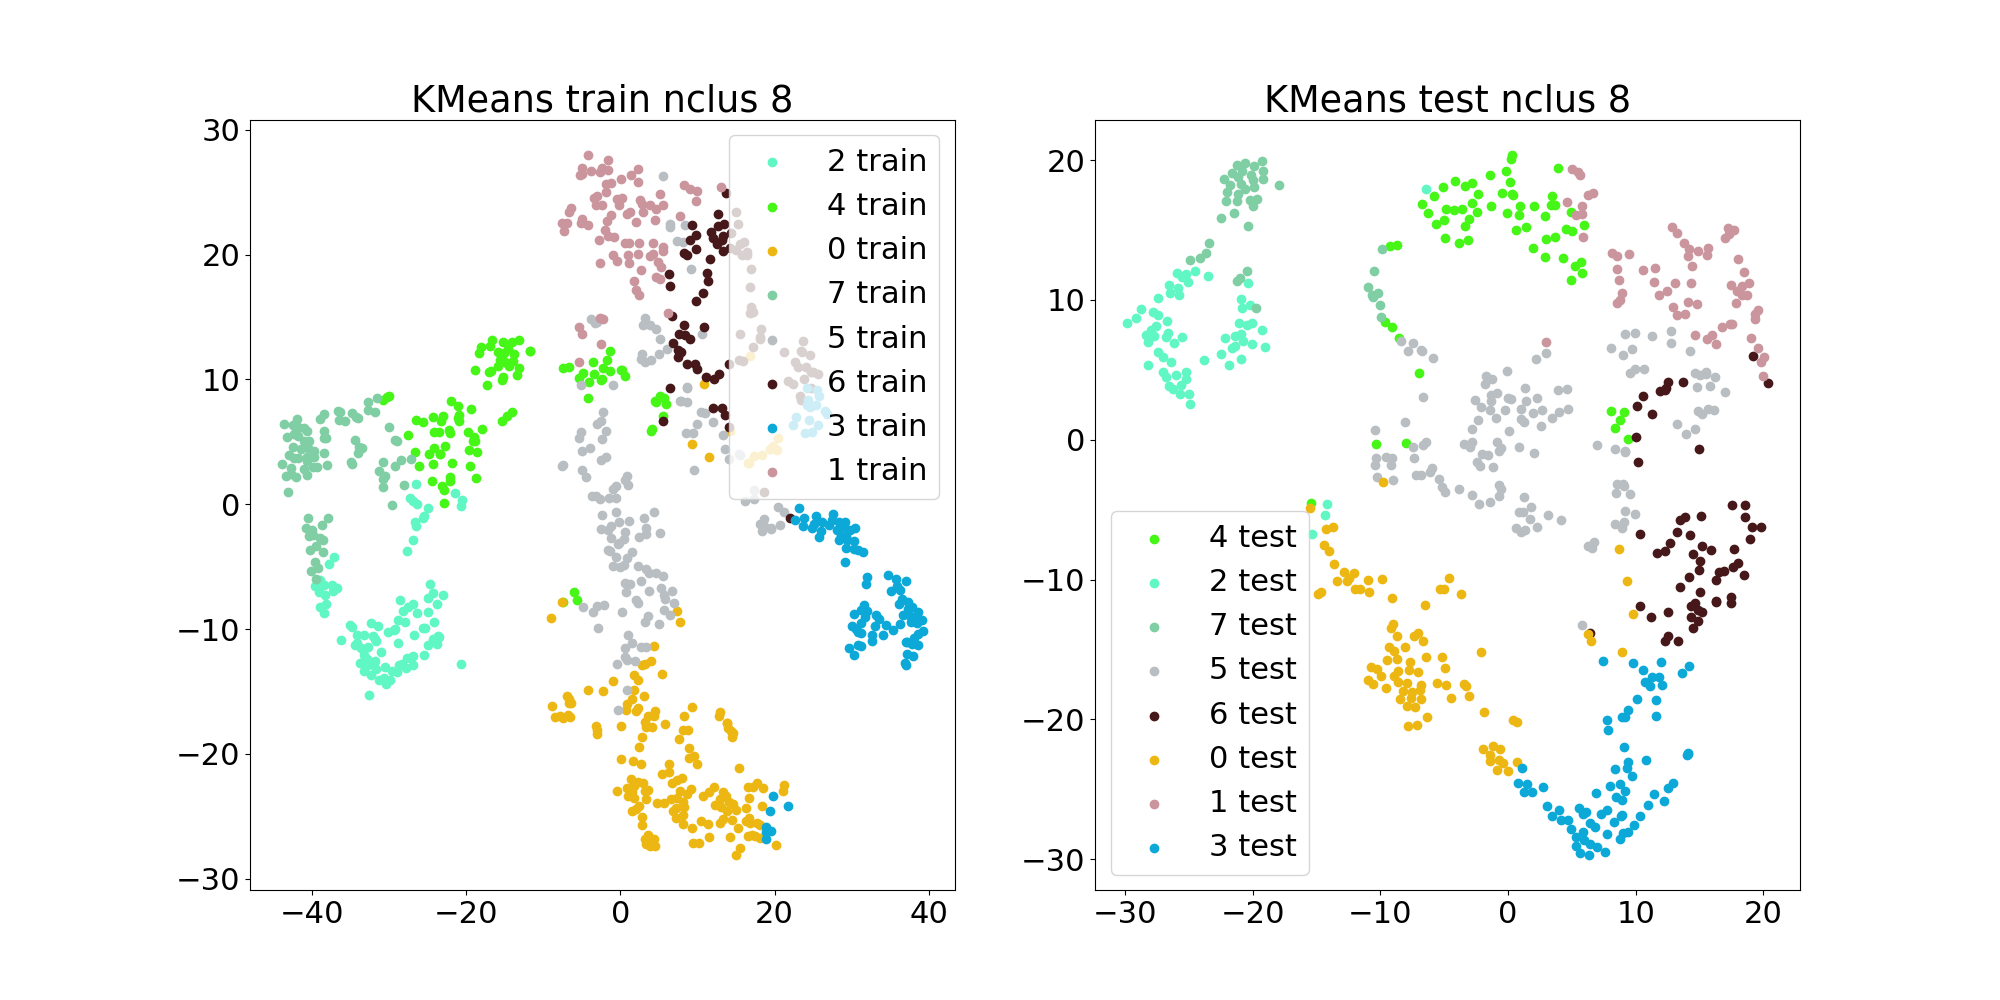 KMeans train nclus 8
30
20
10
0
−10
−20
−30
−40
−20
0
20
40
2 train
4 train
0 train
7 train
5 train
6 train
3 train
1 train
KMeans test nclus 8
20
10
0
−10
−20
−30
−30
−20
−10
0
10
20
4 test
2 test
7 test
5 test
6 test
0 test
1 test
3 test